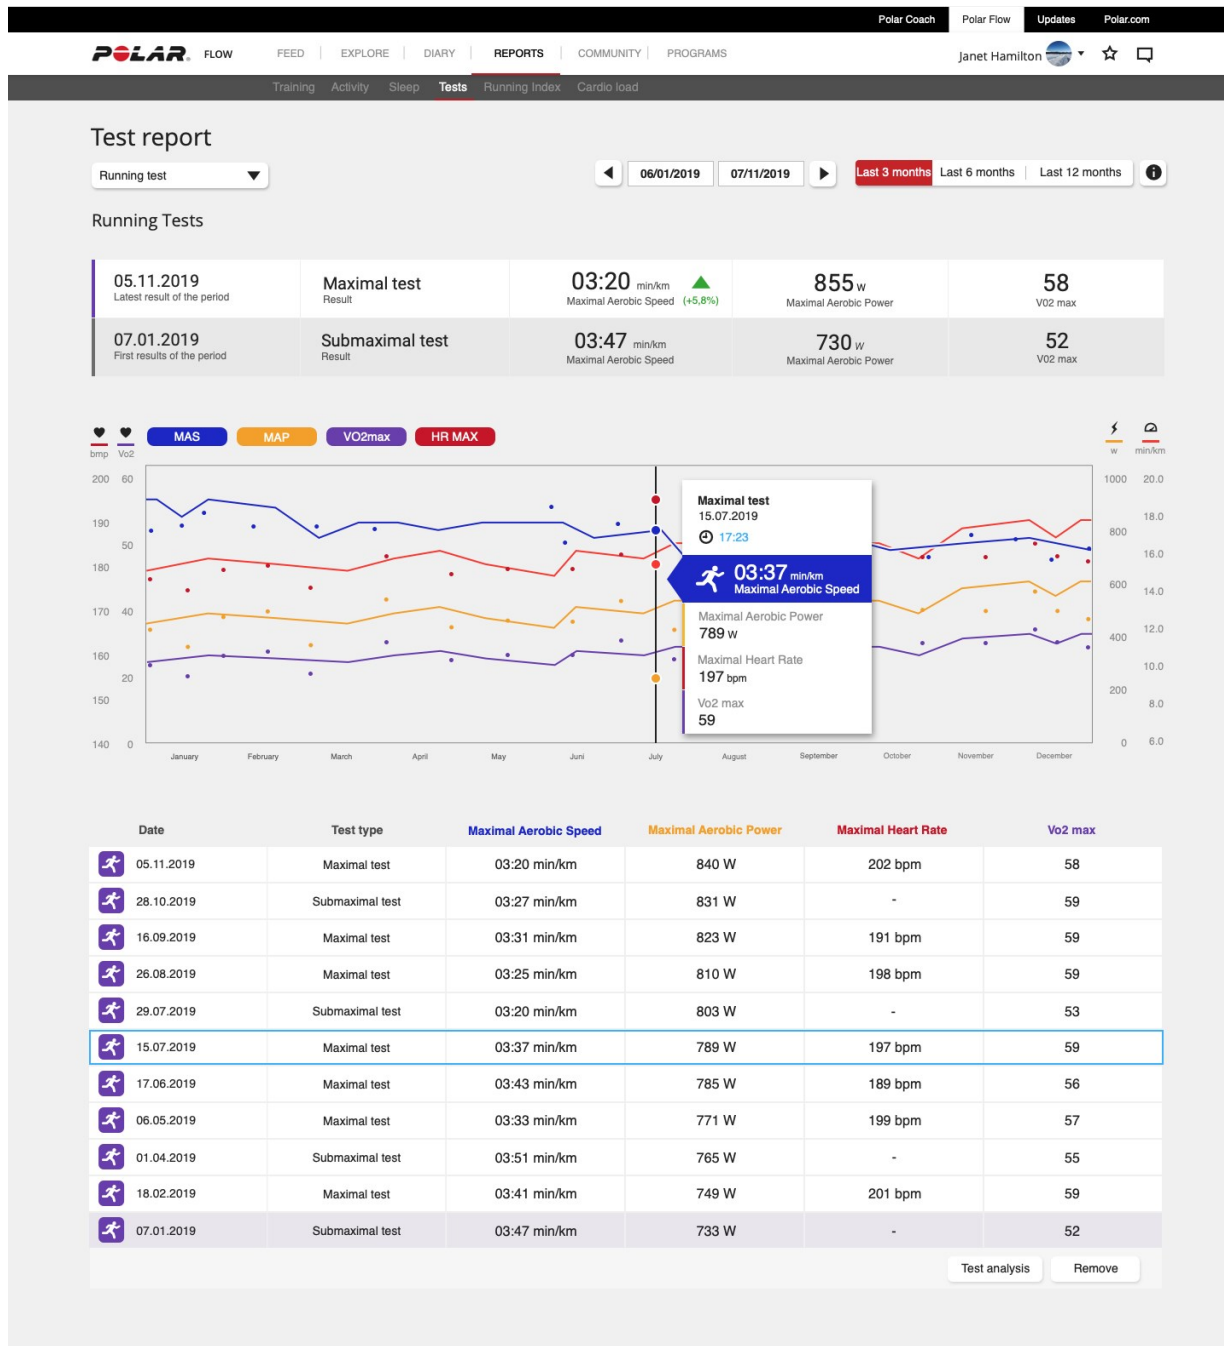 Polar Coach Polar Flow Updates Polar.com
POLAR. FLOW FEED EXPLORE DIARY REPORTS COMMUNITY PROGRAMS Janet Hamilton
Training Activity Sleep Tests Running Index Cardio load
Test report
Running test 06/01/2019 07/11/2019 Last 3 months Last 6 months Last 12 months
Running Tests
05.11.2019 Maximal test 03:20 min/km 855 w 58
Latest result of the period Result Maximal Aerobic Speed (+5,8%) Maximal Aerobic Power V02 max
07.01.2019 Submaximal test 03:47 min/km 730 w 52
First results of the period Result Maximal Aerobic Speed Maximal Aerobic Power V02 max
MAS MAP VO2max HR MAX
bmp Vo2 w min/km
200 60 1000 20.0
190 800 18.0
50
180 16.0
600 14.0
170 40
400 12.0
160 10.0
20
200
150 8.0
140 0 0 6.0
Maximal test
15.07.2019
17:23
03:37 min/km
Maximal Aerobic Speed
Maximal Aerobic Power
789 w
Maximal Heart Rate
197 bpm
Vo2 max
59
January February March April May Juni July August September October November December
Date Test type Maximal Aerobic Speed Maximal Aerobic Power Maximal Heart Rate Vo2 max
05.11.2019 Maximal test 03:20 min/km 840 W 202 bpm 58
28.10.2019 Submaximal test 03:27 min/km 831 W - 59
16.09.2019 Maximal test 03:31 min/km 823 W 191 bpm 59
26.08.2019 Maximal test 03:25 min/km 810 W 198 bpm 59
29.07.2019 Submaximal test 03:20 min/km 803 W - 53
15.07.2019 Maximal test 03:37 min/km 789 W 197 bpm 59
17.06.2019 Maximal test 03:43 min/km 785 W 189 bpm 56
06.05.2019 Maximal test 03:33 min/km 771 W 199 bpm 57
01.04.2019 Submaximal test 03:51 min/km 765 W - 55
18.02.2019 Maximal test 03:41 min/km 749 W 201 bpm 59
07.01.2019 Submaximal test 03:47 min/km 733 W - 52
Test analysis Remove